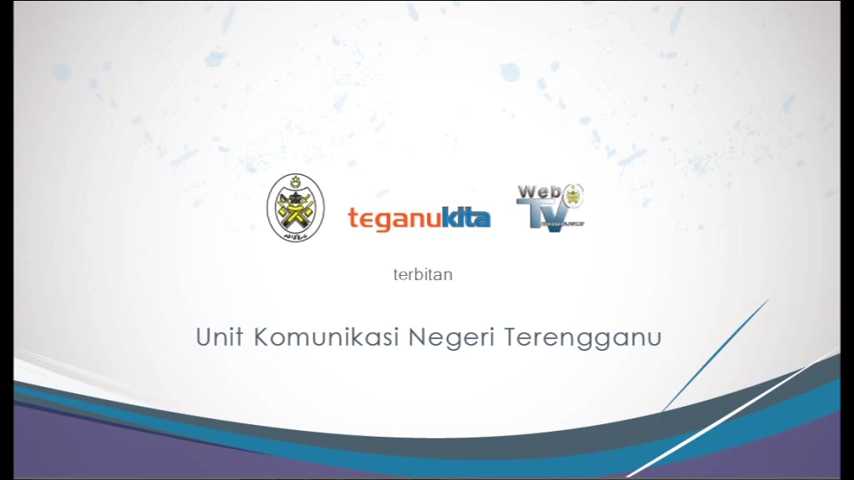 teganukita
Web
TV
terbitan
Unit Komunikasi Negeri Terengganu